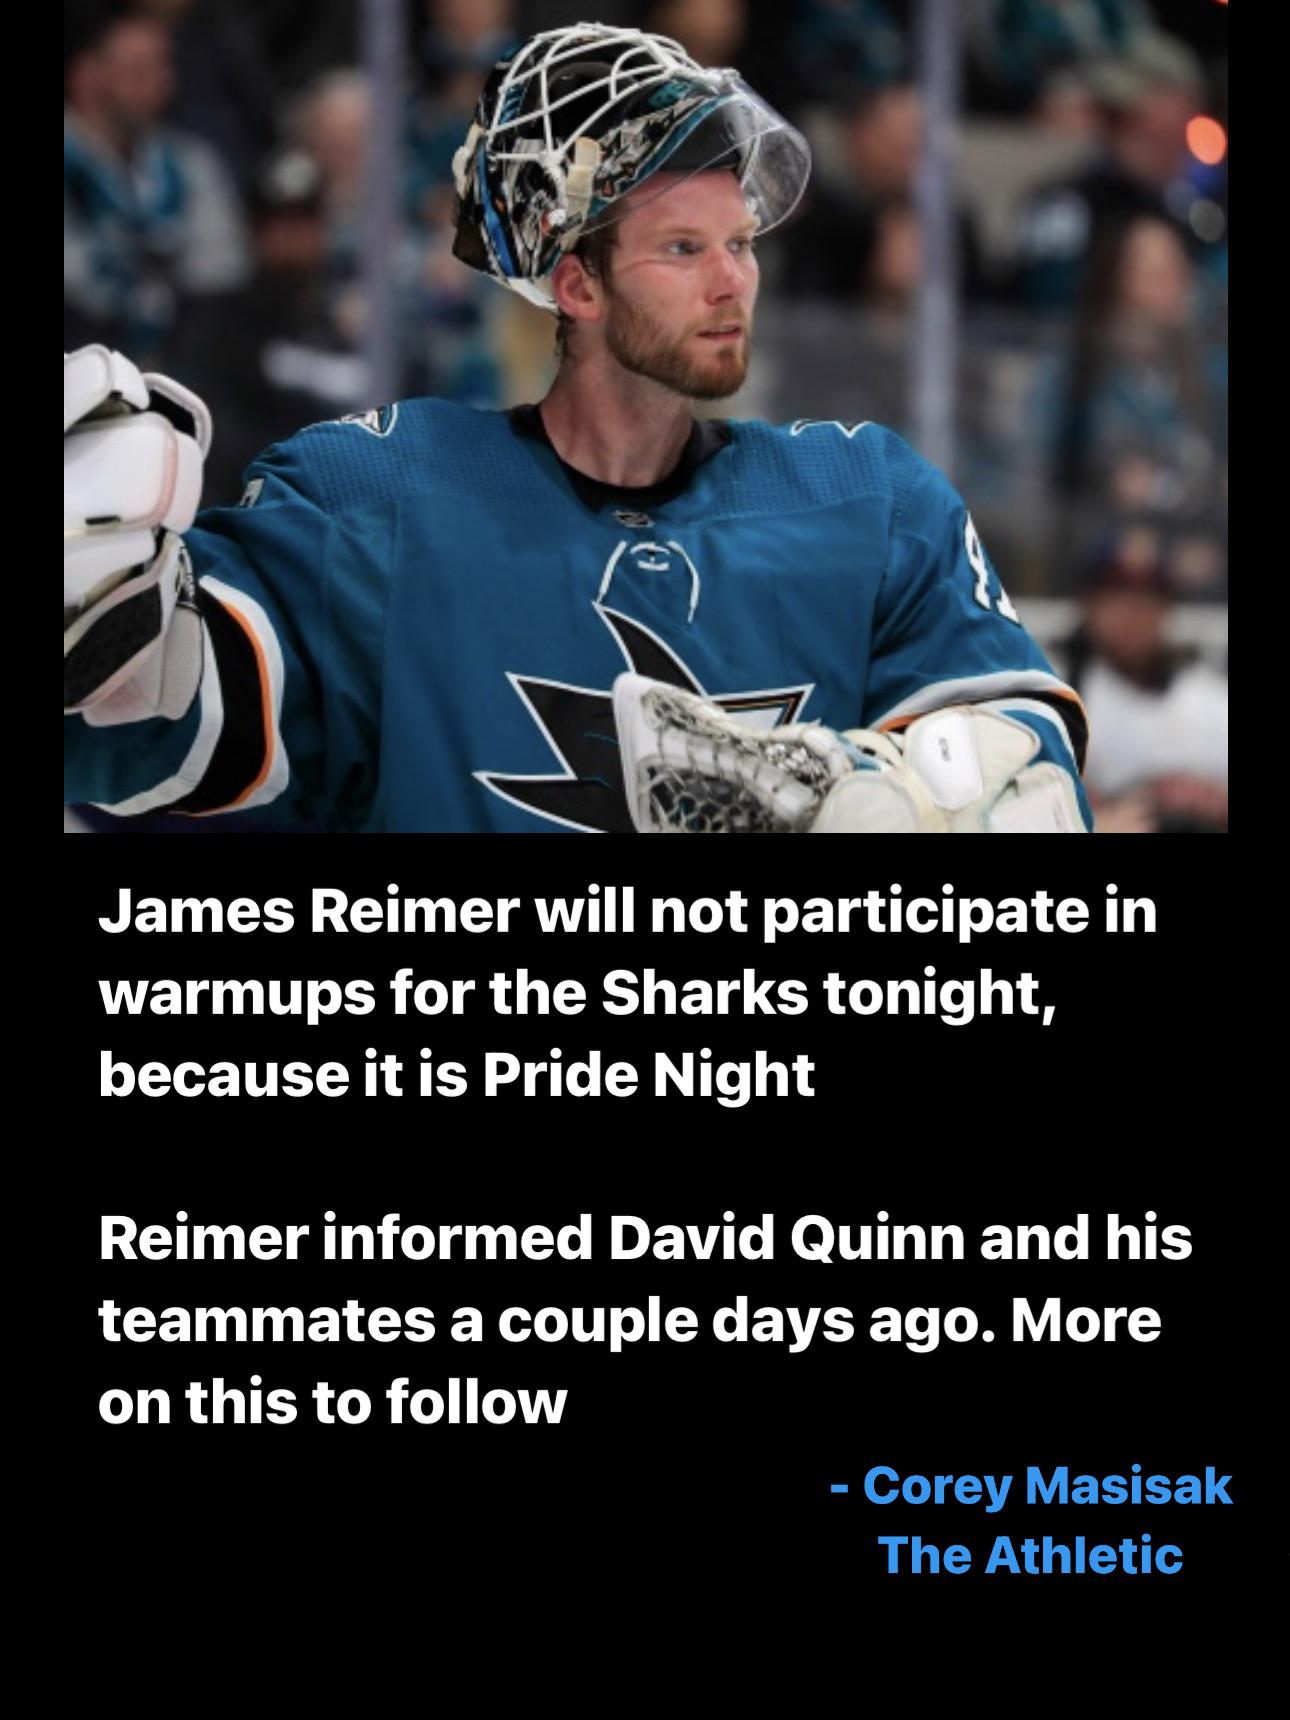 James Reimer will not participate in
warmups for the Sharks tonight,
because it is Pride Night
Reimer informed David Quinn and his
teammates a couple days ago. More
on this to follow
- Corey Masisak
The Athletic